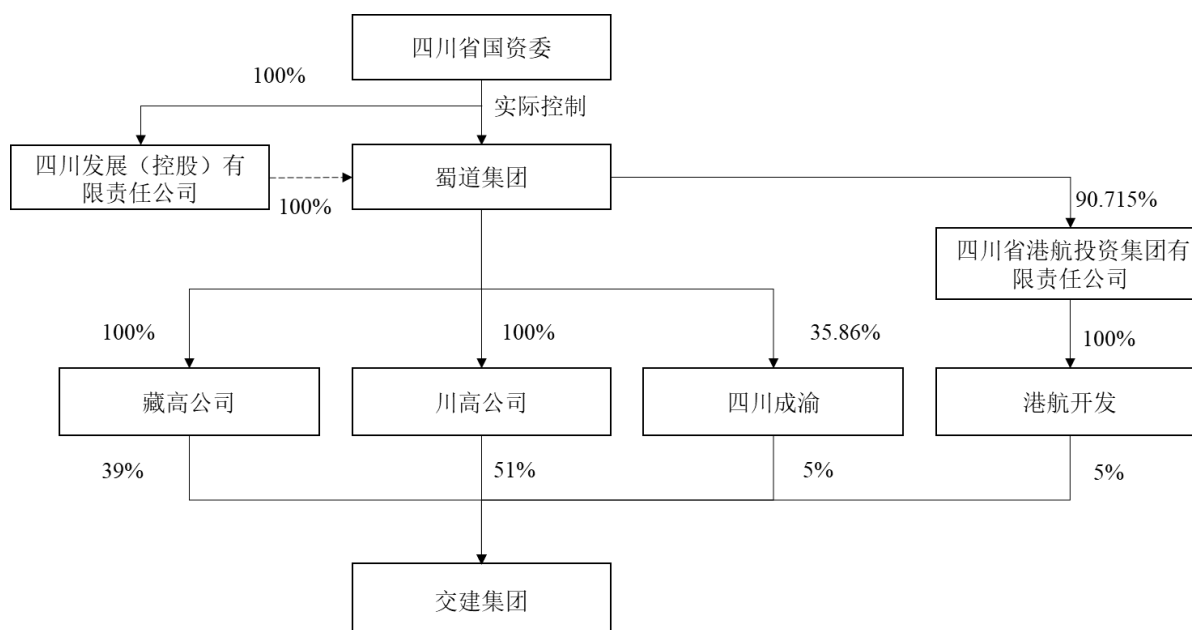 四川省国资委
100%
实际控制
四川发展（控股）有
限责任公司
100%
蜀道集团
90.715%
四川省港航投资集团有
限责任公司
100%
100%
35.86%
100%
藏高公司
川高公司
四川成渝
港航开发
39%
51%
5%
5%
交建集团